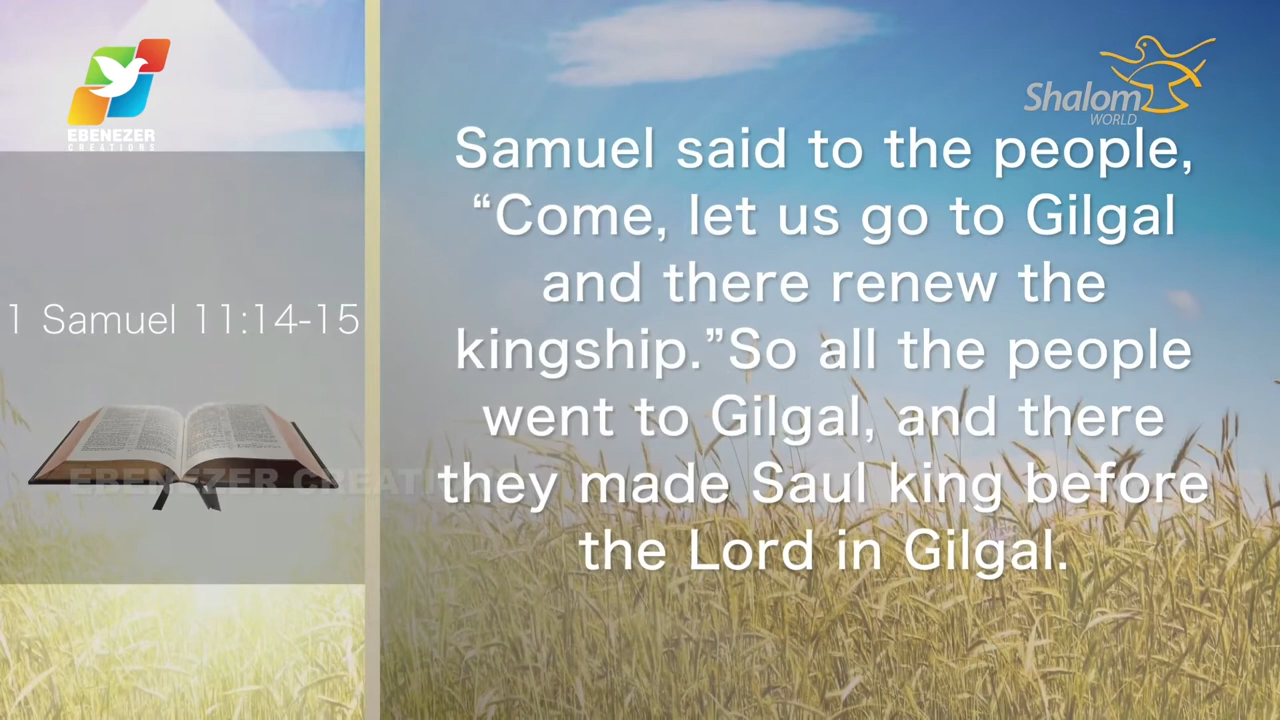 EBENEZER
CREATIONS
1 Samuel 11:14-15
EBENEZER CREATI
Shalom
WORLD
Samuel said to the people,
“Come, let us go to Gilgal
and there renew the
kingship.”So all the people
went to Gilgal, and there
they made Saul king before
the Lord in Gilgal.